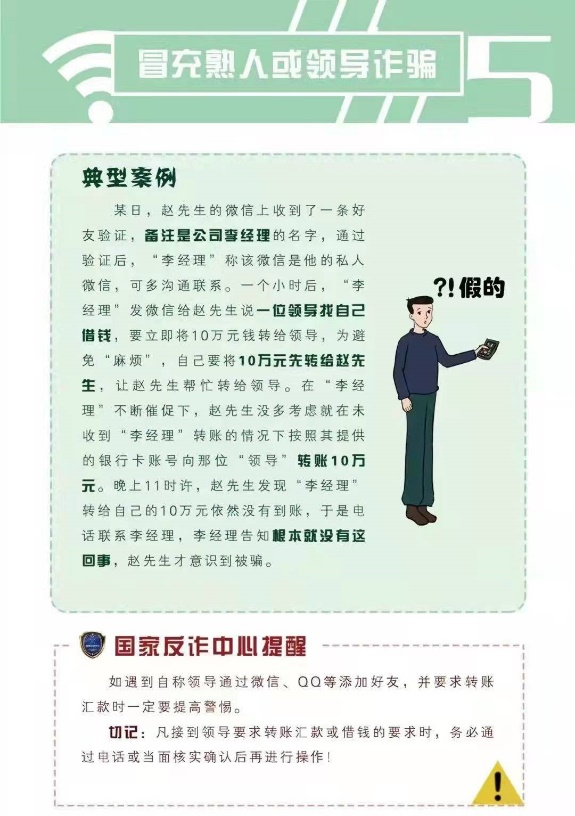 冒充熟人或领导诈骗
5
典型案例
某日，赵先生的微信上收到了一条好
友验证，备注是公司李经理的名字，通过
验证后，“李经理”称该微信是他的私人
微信，可多沟通联系。一个小时后，“李
经理”发微信给赵先生说一位领导找自己
借钱，要立即将10万元钱转给领导，为避
免“麻烦”，自己要将10万元先转给赵先
生，让赵先生帮忙转给领导。在“李经
理”不断催促下，赵先生没多考虑就在未
收到“李经理”转账的情况下按照其提供
的银行卡账号向那位“领导”转账10万
元。晚上11时许，赵先生发现“李经理”
转给自己的10万元依然没有到账，于是电
话联系李经理，李经理告知根本就没有这
回事，赵先生才意识到被骗。
?!假的
国家反诈中心提醒
如遇到自称领导通过微信、QQ等添加好友，并要求转账
汇款时一定要提高警惕。
切记：凡接到领导要求转账汇款或借钱的要求时，务必通
过电话或当面核实确认后再进行操作！